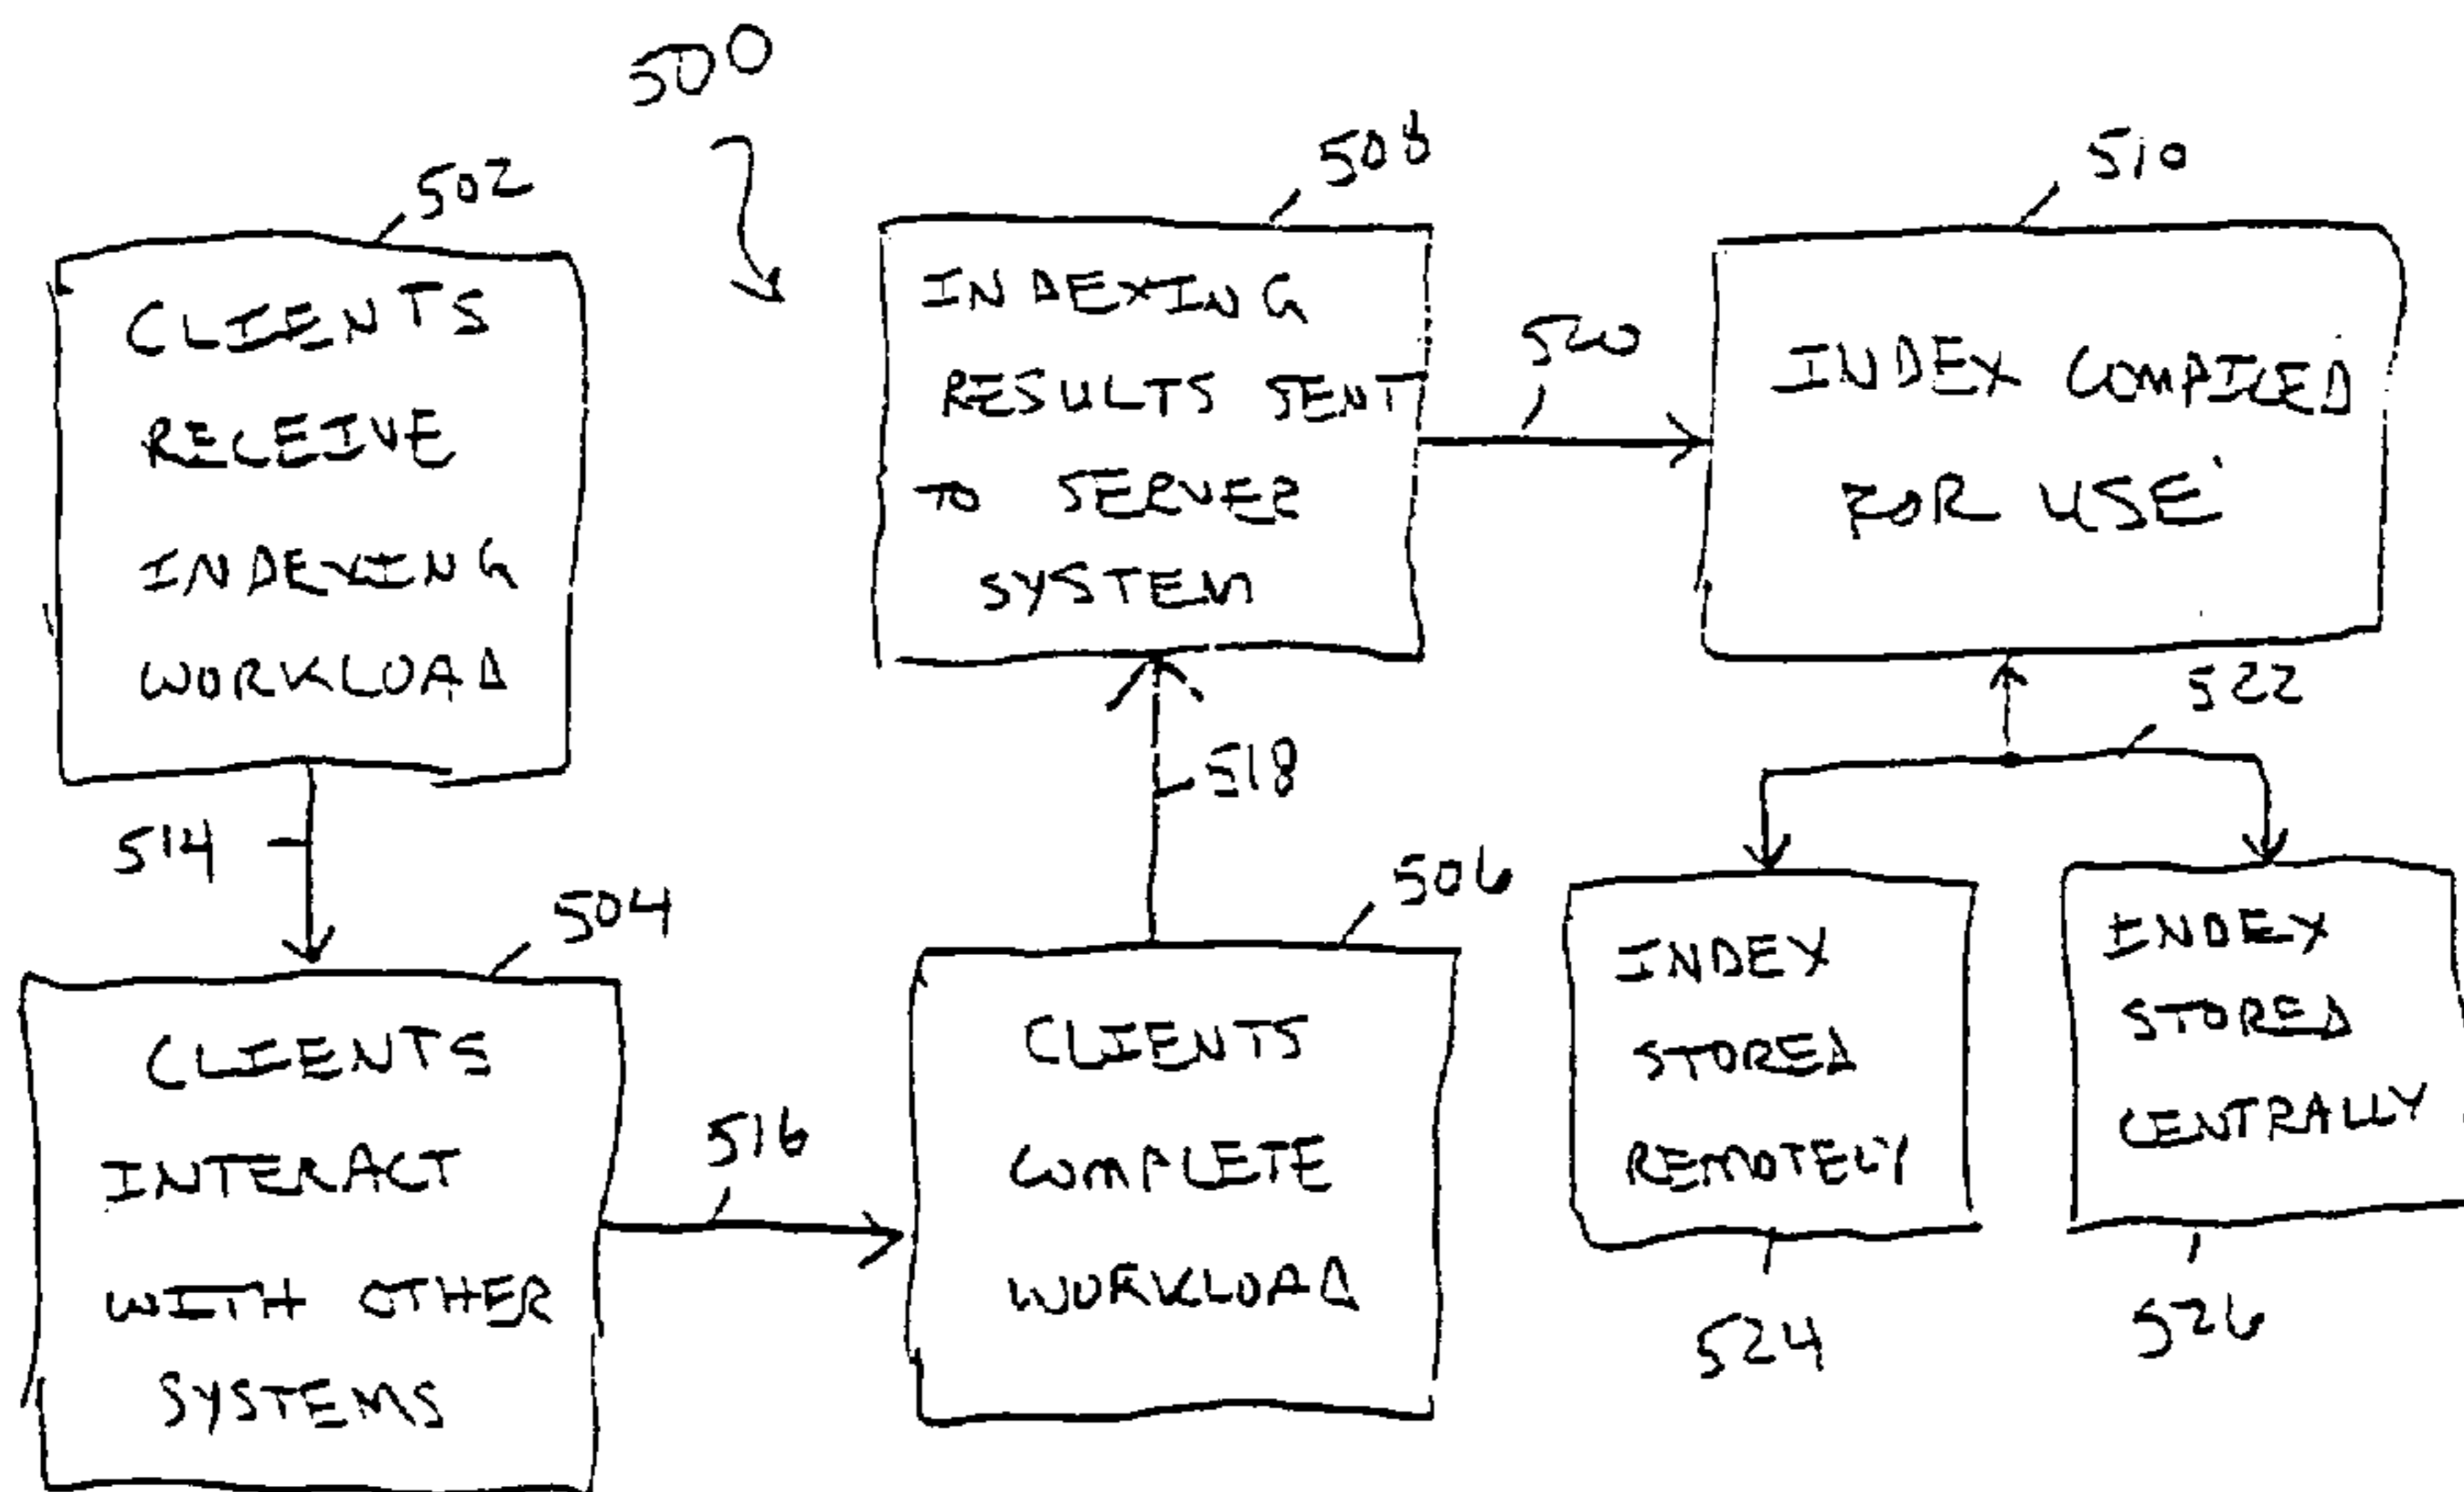 500
502
CLIENTS
RECEIVE
INDEXING
WORKLOAD
514
504
CLIENTS
INTERACT
WITH OTHER
SYSTEMS
516
506
CLIENTS
COMPLETE
WORKLOAD
518
508
INDEXING
RESULTS SENT
TO SERVER
SYSTEM
520
510
INDEX COMPILED
FOR USE
522
INDEX
STORED
REMOTELY
524
INDEX
STORED
CENTRALLY
526